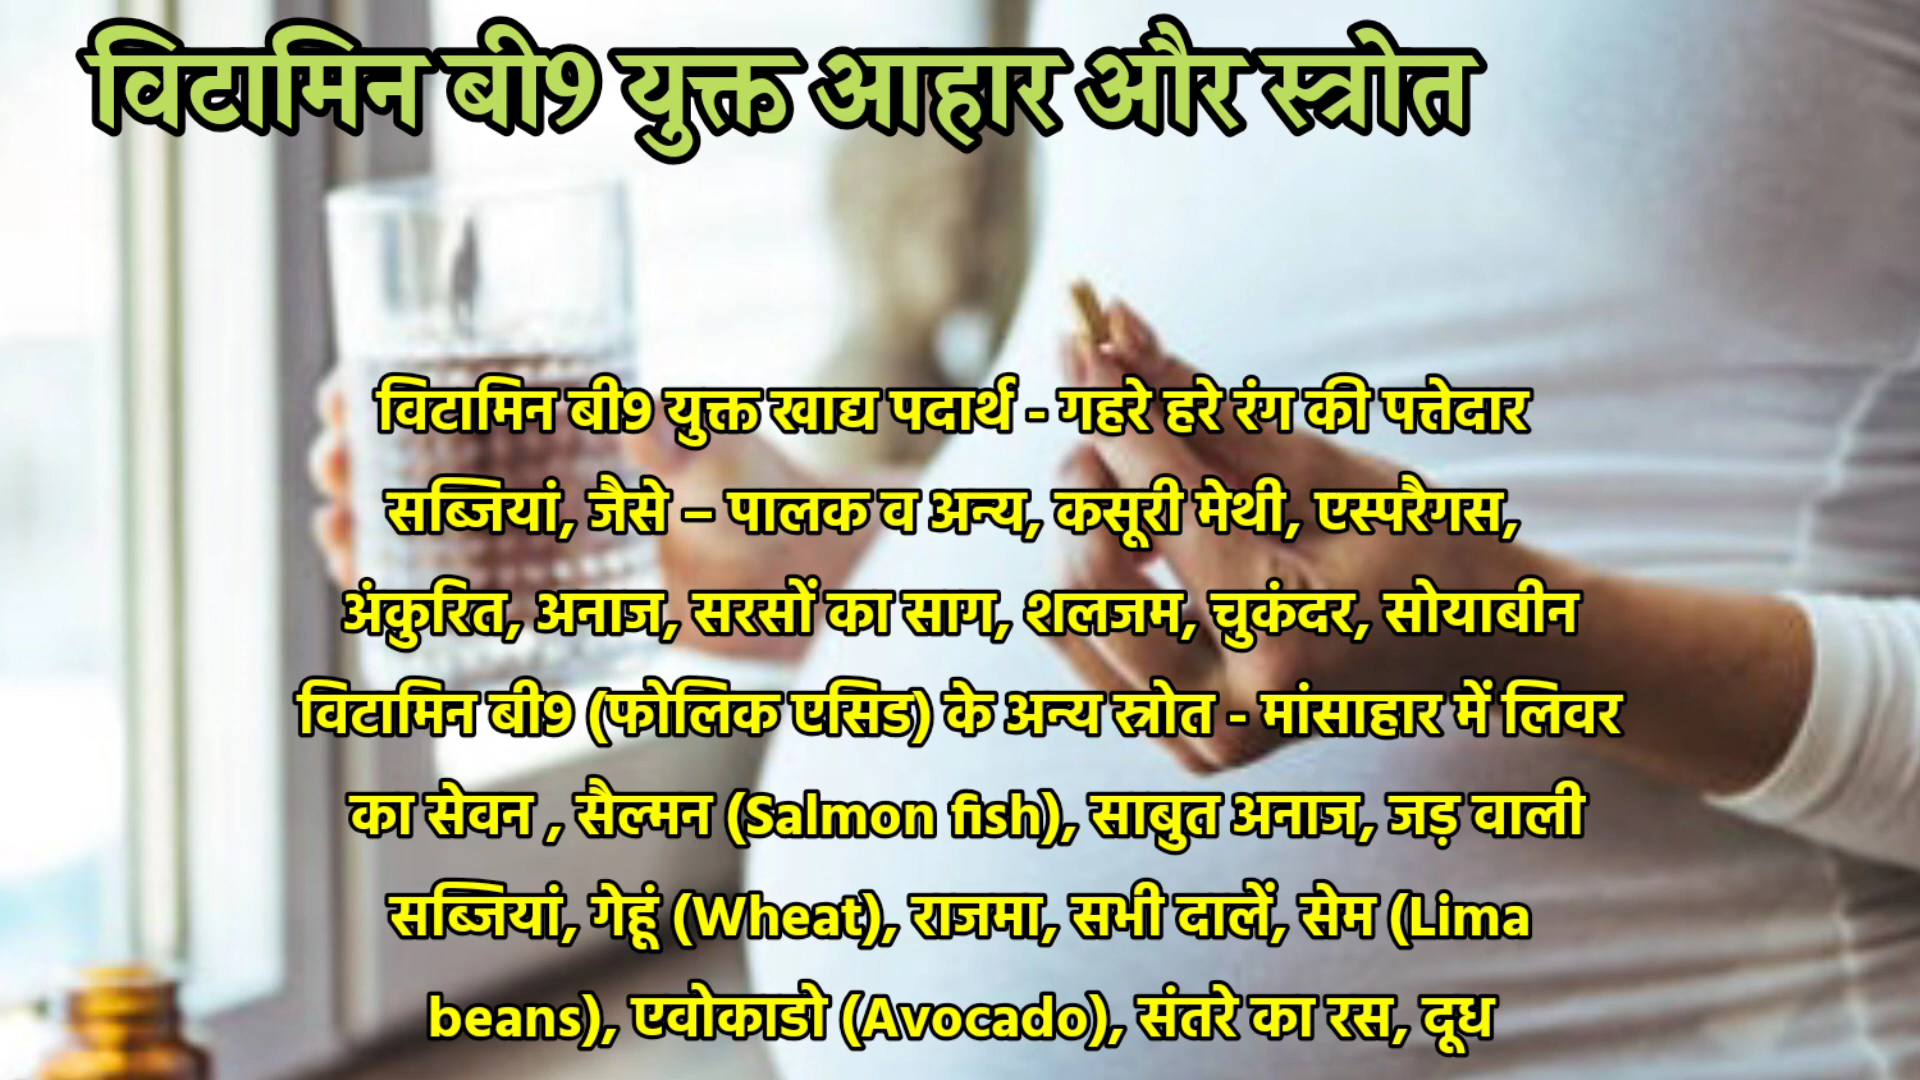 विटामिन बी9 युक्त आहार और स्त्रोत
विटामिन बी9 युक्त खाद्य पदार्थ - गहरे हरे रंग की पत्तेदार
सब्जियां, जैसे – पालक व अन्य, कसूरी मेथी, एस्परैगस,
अंकुरित, अनाज, सरसों का साग, शलजम, चुकंदर, सोयाबीन
विटामिन बी9 (फोलिक एसिड) के अन्य स्रोत - मांसाहार में लिवर
का सेवन , सैल्मन (Salmon fish), साबुत अनाज, जड़ वाली
सब्जियां, गेहूं (Wheat), राजमा, सभी दालें, सेम (Lima
beans), एवोकाडो (Avocado), संतरे का रस, दूध